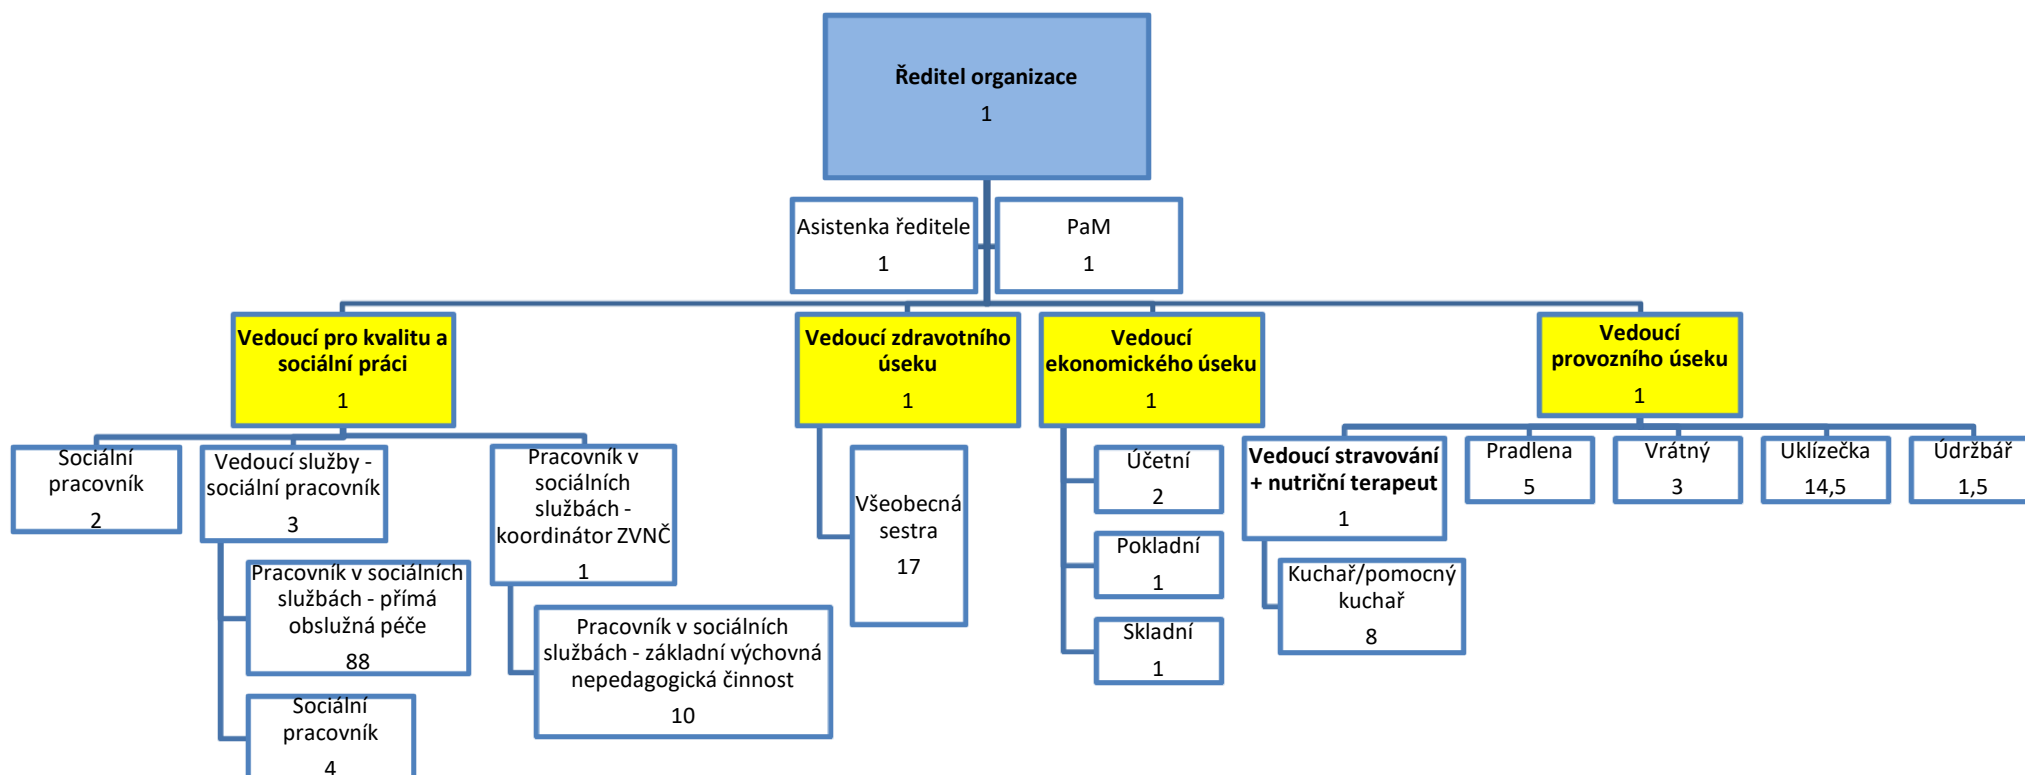 Ředitel organizace
1
Asistenka ředitele
1
PaM
1
Vedoucí pro kvalitu a
sociální práci
1
Vedoucí zdravotního
úseku
1
Vedoucí
ekonomického úseku
1
Vedoucí
provozního úseku
1
Sociální
pracovník
2
Vedoucí služby -
sociální pracovník
3
Pracovník v sociálních
službách - přímá
obslužná péče
88
Sociální
pracovník
4
Pracovník v
sociálních
službách -
koordinátor ZVNČ
1
Pracovník v sociálních
službách - základní výchovná
nepedagogická činnost
10
Všeobecná
sestra
17
Účetní
2
Pokladní
1
Skladní
1
Vedoucí stravování
+ nutriční terapeut
1
Kuchař/pomocný
kuchař
8
Pradlena
5
Vrátný
3
Uklízečka
14,5
Údržbář
1,5